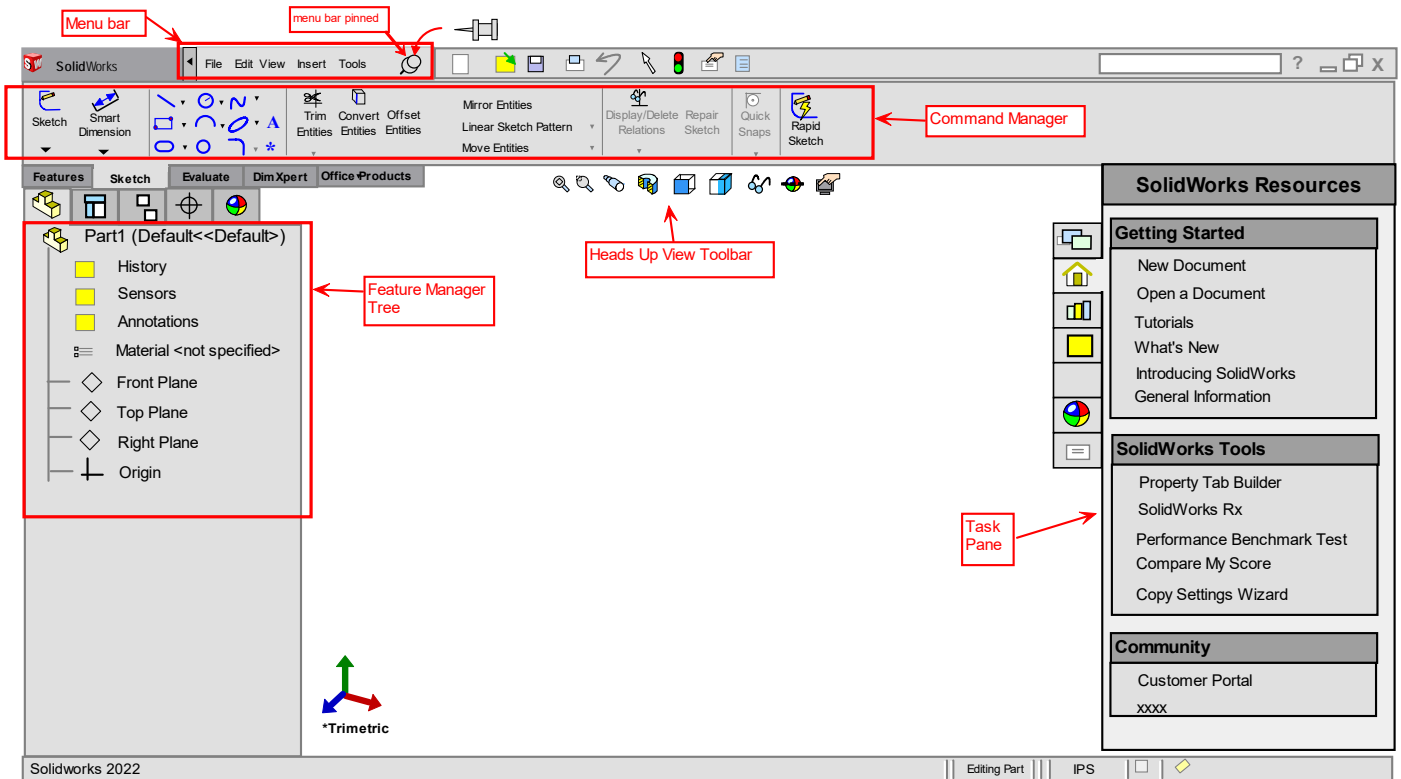 Menu bar
menu bar pinned
SolidWorks
File Edit View Insert Tools
? X
Sketch
Smart
Dimension
A
*
Trim
Entities
Convert
Entities
Offset
Entities
Mirror Entities
Linear Sketch Pattern
Move Entities
Display/Delete
Relations
Repair
Sketch
Quick
Snaps
Rapid
Sketch
Command Manager
Features Sketch Evaluate DimXpert Office Products
Heads Up View Toolbar
Part1 (Default<<Default>)
History
Sensors
Annotations
Material <not specified>
Front Plane
Top Plane
Right Plane
Origin
Feature Manager
Tree
SolidWorks Resources
Getting Started
New Document
Open a Document
Tutorials
What's New
Introducing SolidWorks
General Information
SolidWorks Tools
Property Tab Builder
SolidWorks Rx
Performance Benchmark Test
Compare My Score
Copy Settings Wizard
Task
Pane
Community
Customer Portal
xxxx
*Trimetric
Solidworks 2022
Editing Part
IPS